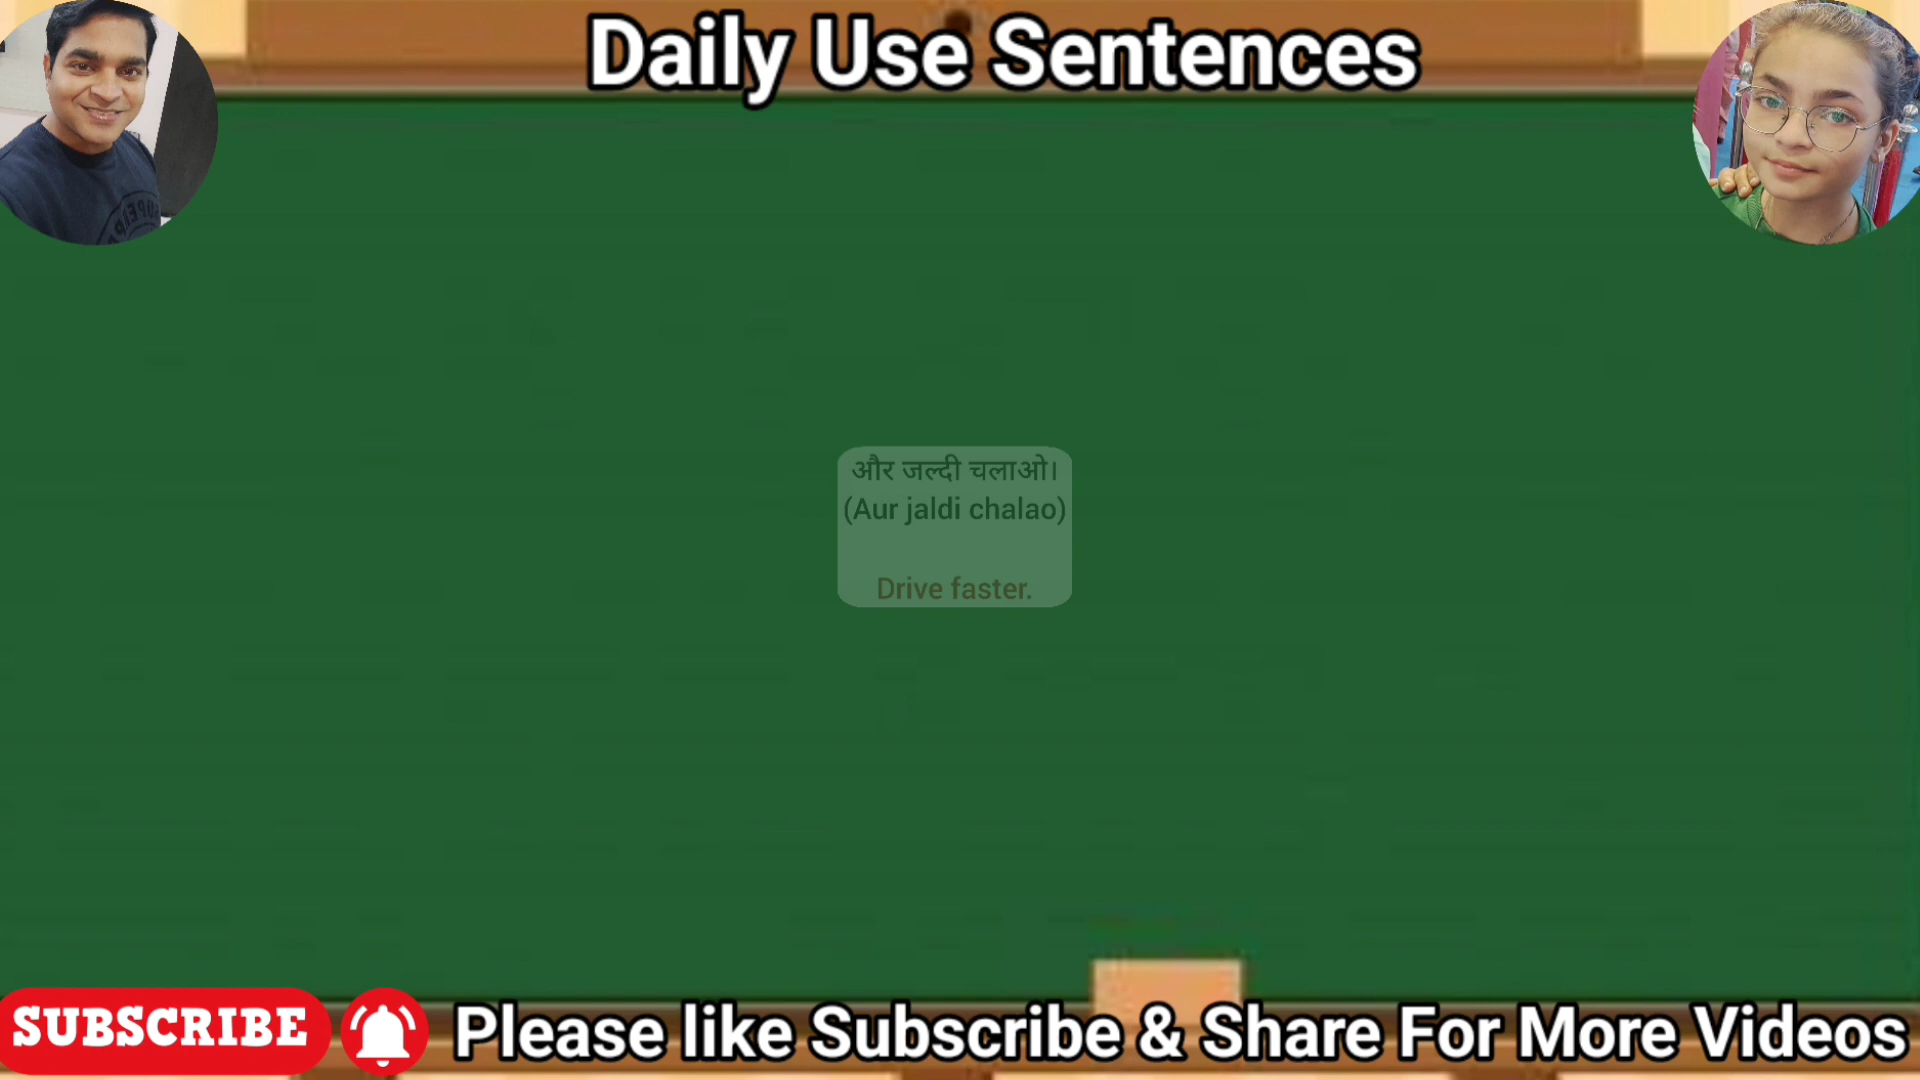 Daily Use Sentences
और जल्दी चलाओ।
(Aur jaldi chalao)
Drive faster.
SUBSCRIBE
Please like Subscribe & Share For More Videos